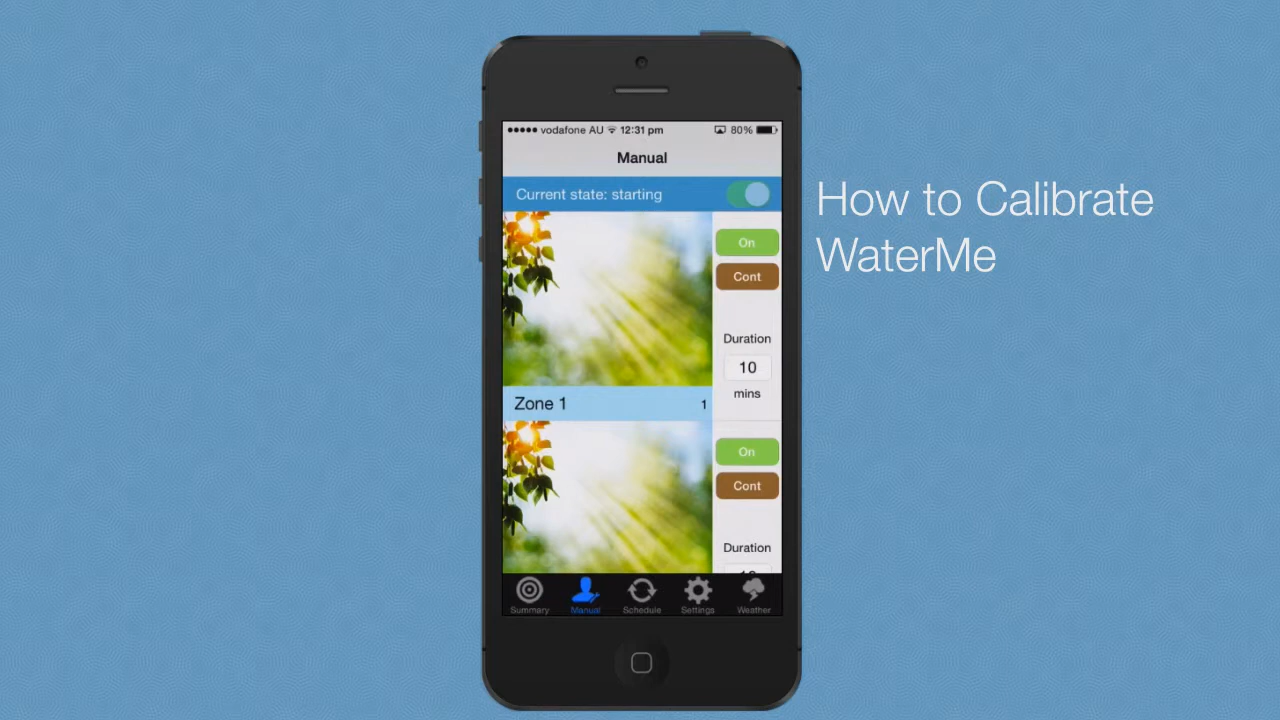 vodafone AU 12:31 pm 80%
Manual
Current state: starting
How to Calibrate
WaterMe
On
Cont
Duration
10
mins
Zone 1 1
On
Cont
Duration
Summary Manual Schedule Settings Weather